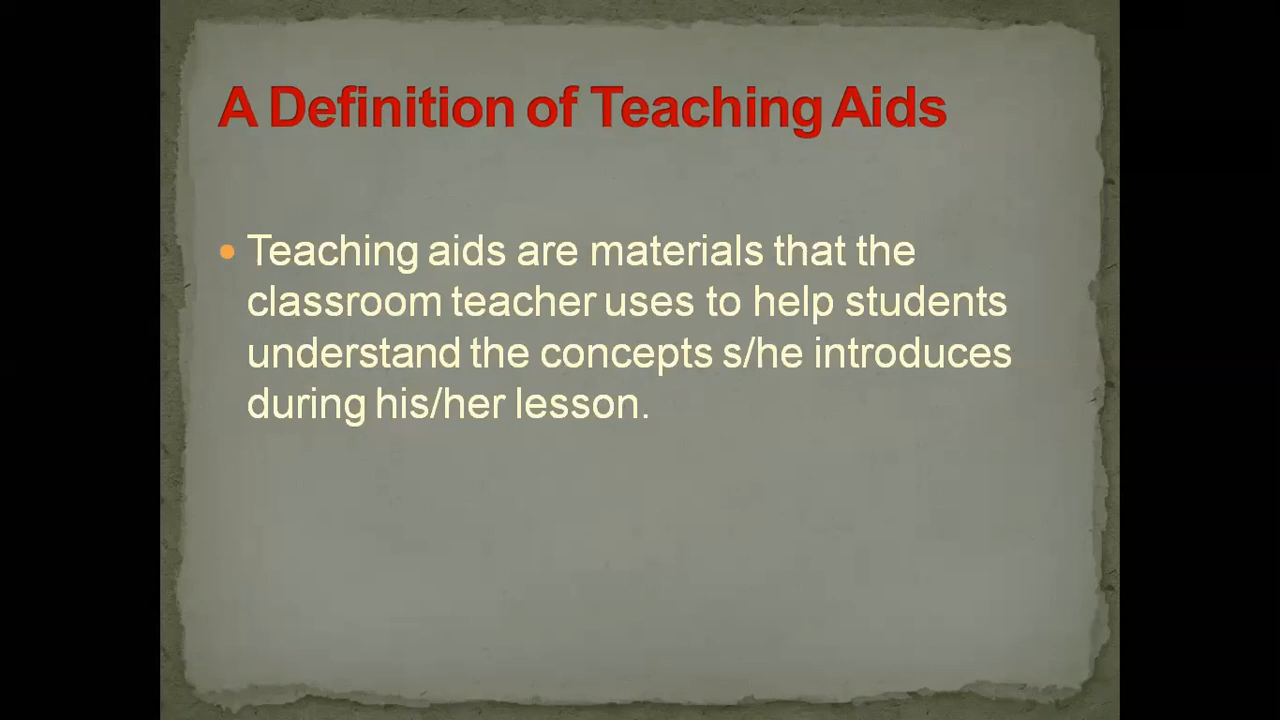 A Definition of Teaching Aids
• Teaching aids are materials that the
classroom teacher uses to help students
understand the concepts s/he introduces
during his/her lesson.